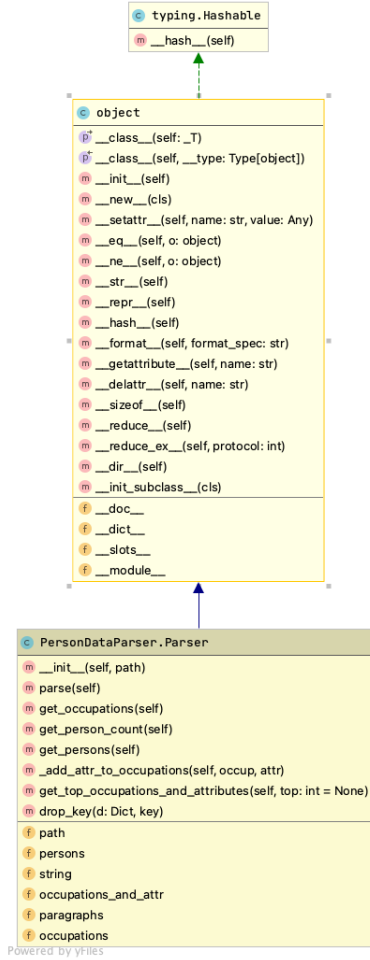 typing.Hashable
__hash__(self)
object
__class__(self: _T)
__class__(self, __type: Type[object])
__init__(self)
__new__(cls)
__setattr__(self, name: str, value: Any)
__eq__(self, o: object)
__ne__(self, o: object)
__str__(self)
__repr__(self)
__hash__(self)
__format__(self, format_spec: str)
__getattribute__(self, name: str)
__delattr__(self, name: str)
__sizeof__(self)
__reduce__(self)
__reduce_ex__(self, protocol: int)
__dir__(self)
__init_subclass__(cls)
__doc__
__dict__
__slots__
__module__
PersonDataParser.Parser
__init__(self, path)
parse(self)
get_occupations(self)
get_person_count(self)
get_persons(self)
_add_attr_to_occupations(self, occup, attr)
get_top_occupations_and_attributes(self, top: int = None)
drop_key(d: Dict, key)
path
persons
string
occupations_and_attr
paragraphs
occupations
Powered by yFiles